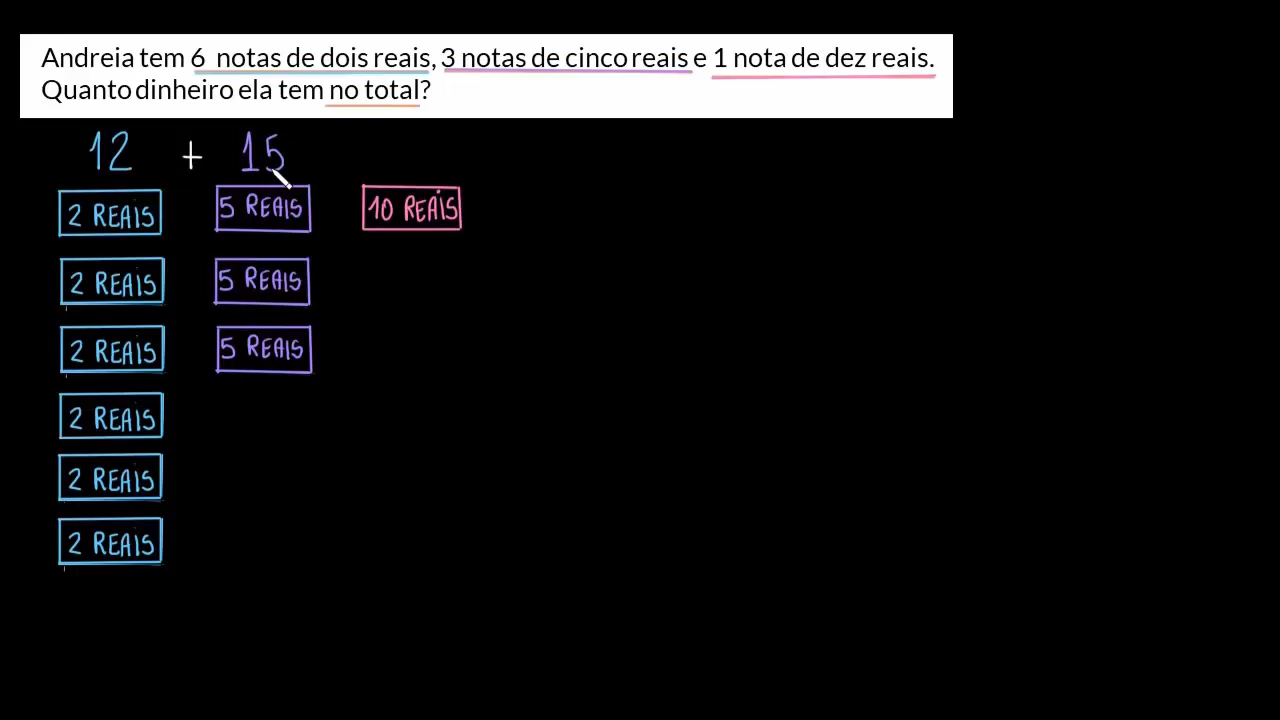 Andreia tem 6 notas de dois reais, 3 notas de cinco reais e 1 nota de dez reais.
Quanto dinheiro ela tem no total?
12 + 15
2 REAIS 5 REAIS 10 REAIS
2 REAIS 5 REAIS
2 REAIS 5 REAIS
2 REAIS
2 REAIS
2 REAIS